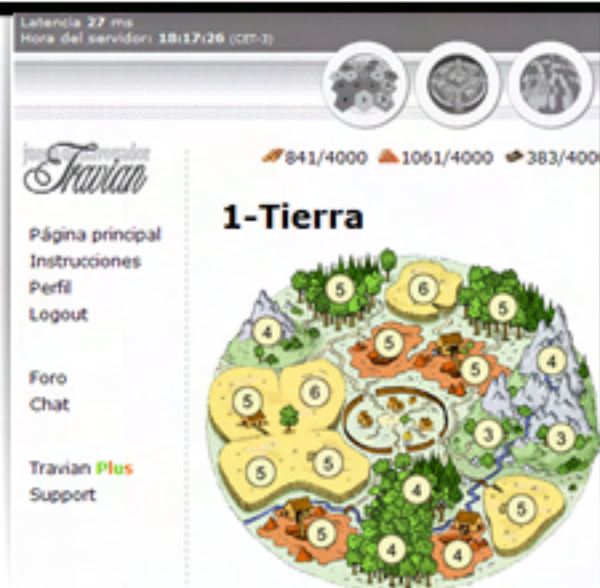 Latencia 27 ms
Hora del servidor: 18:17:26 (CET-3)
Travian
841/4000 1061/4000 383/400
1-Tierra
Página principal
Instrucciones
Perfil
Logout
Foro
Chat
Travian Plus
Support
5
6
5
4
5
4
5
5
6
3
3
5
5
4
5
5
4
4